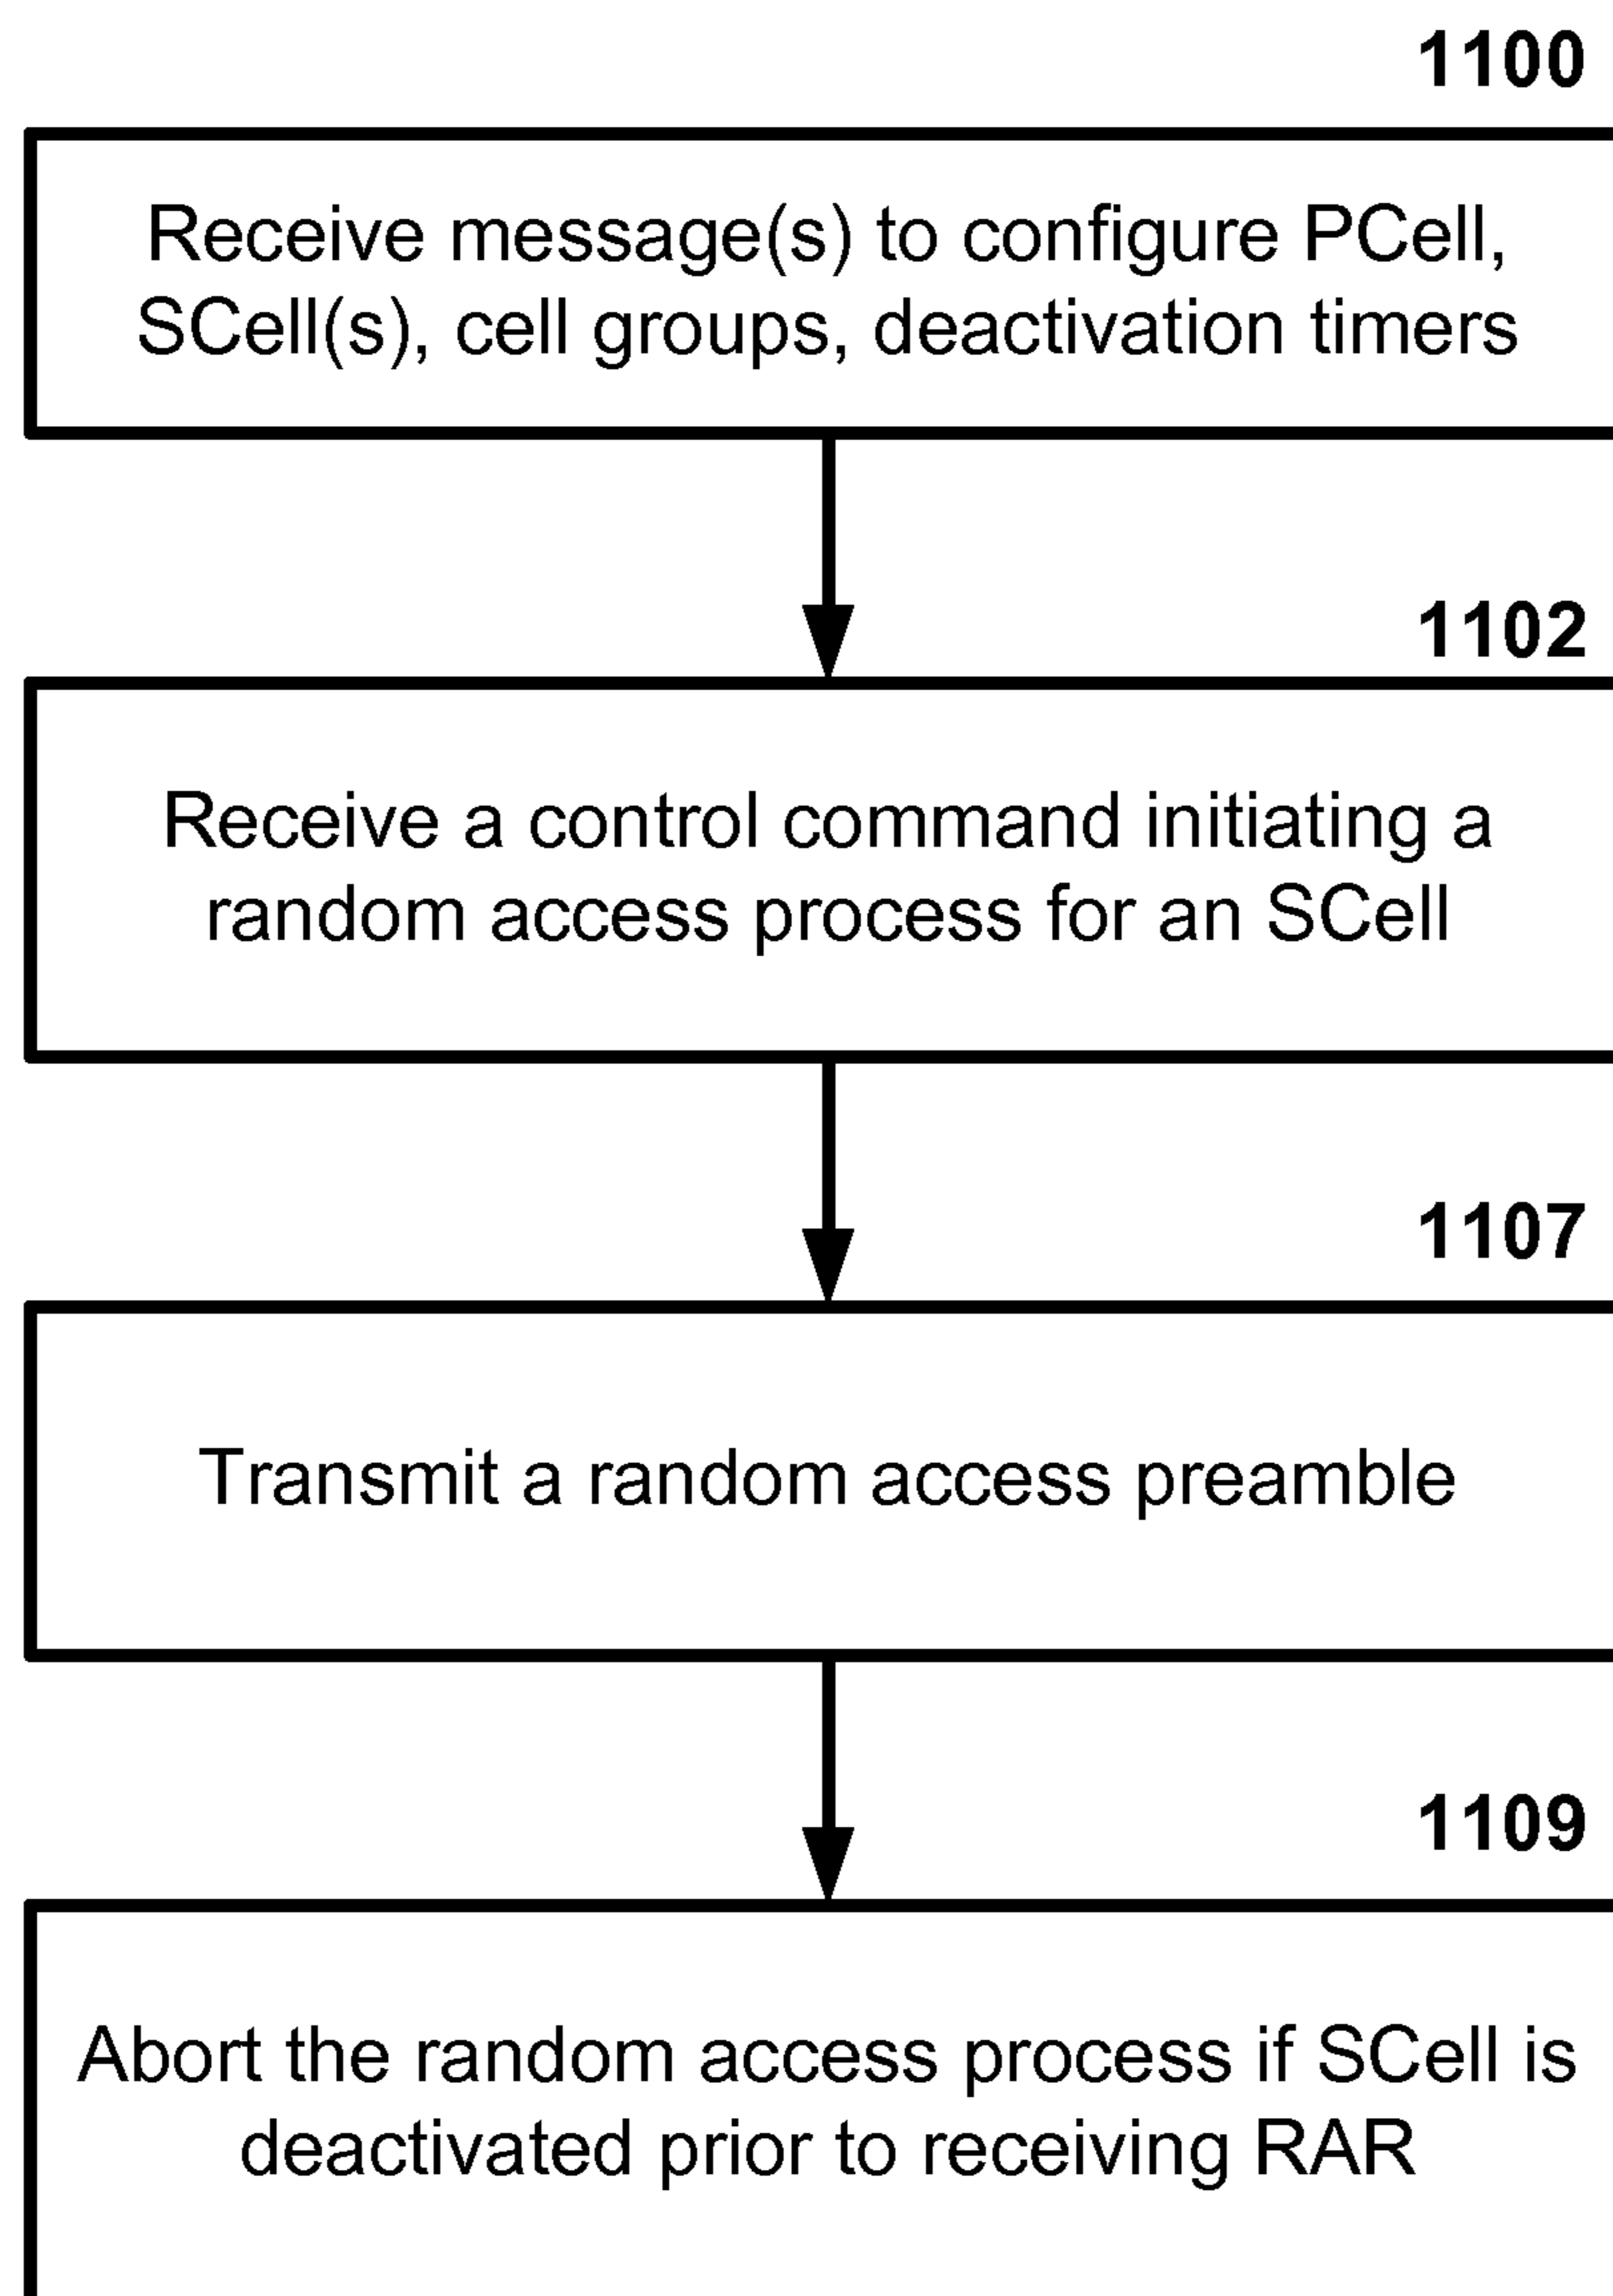 1100
Receive message(s) to configure PCell,
SCell(s), cell groups, deactivation timers
1102
Receive a control command initiating a
random access process for an SCell
1107
Transmit a random access preamble
1109
Abort the random access process if SCell is
deactivated prior to receiving RAR